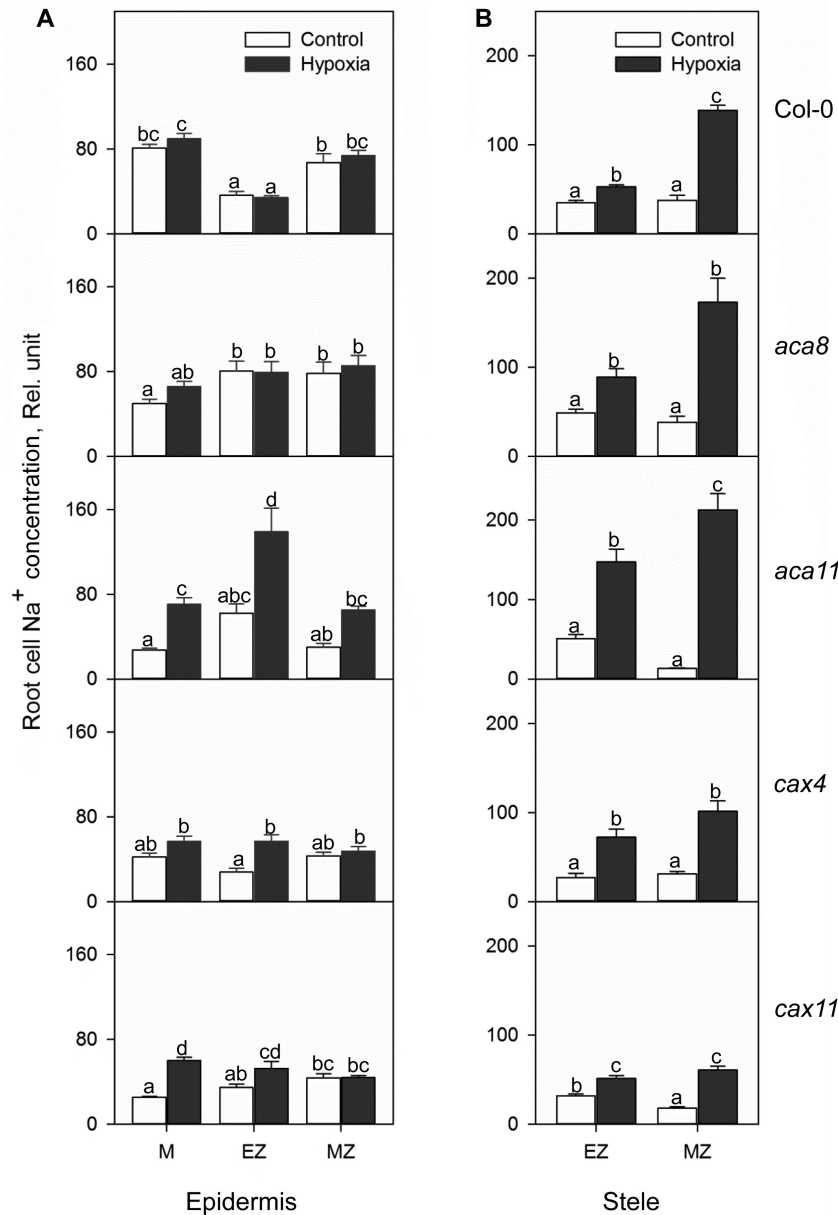 A
Control
Hypoxia
160
80
0
bc
c
a
a
b
bc
B
Control
Hypoxia
200
100
0
a
b
a
c
Col-0
160
80
0
a
ab
b
b
b
b
200
100
0
a
b
a
b
aca8
160
80
0
a
c
abc
d
ab
bc
200
100
0
a
b
a
c
aca11
160
80
0
ab
b
a
b
ab
b
200
100
0
a
b
a
b
cax4
160
80
0
a
d
ab
cd
bc
bc
200
100
0
b
c
a
c
cax11
Root cell Na+ concentration, Rel. unit
M EZ MZ
EZ MZ
Epidermis
Stele